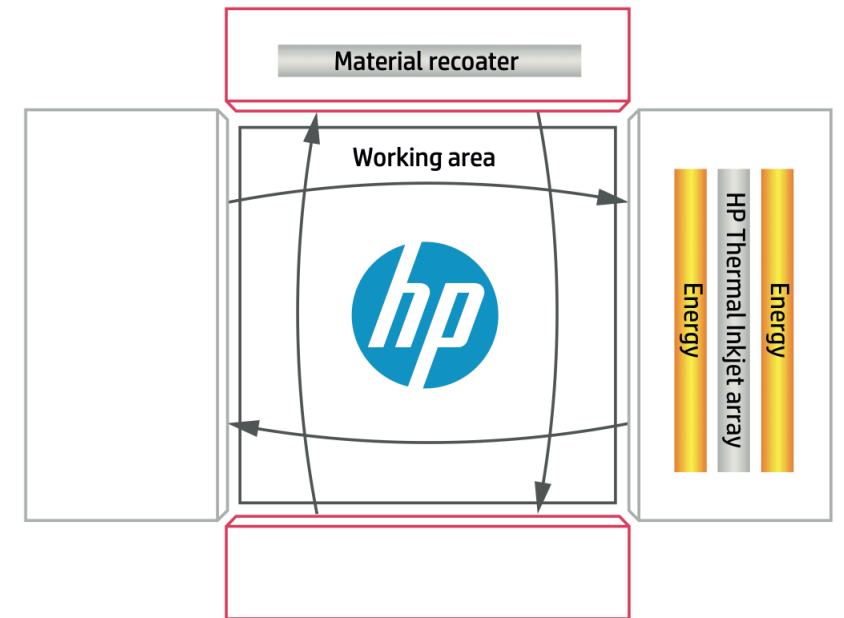 Material recoater
Working area
hp
Energy
HP Thermal Inkjet array
Energy